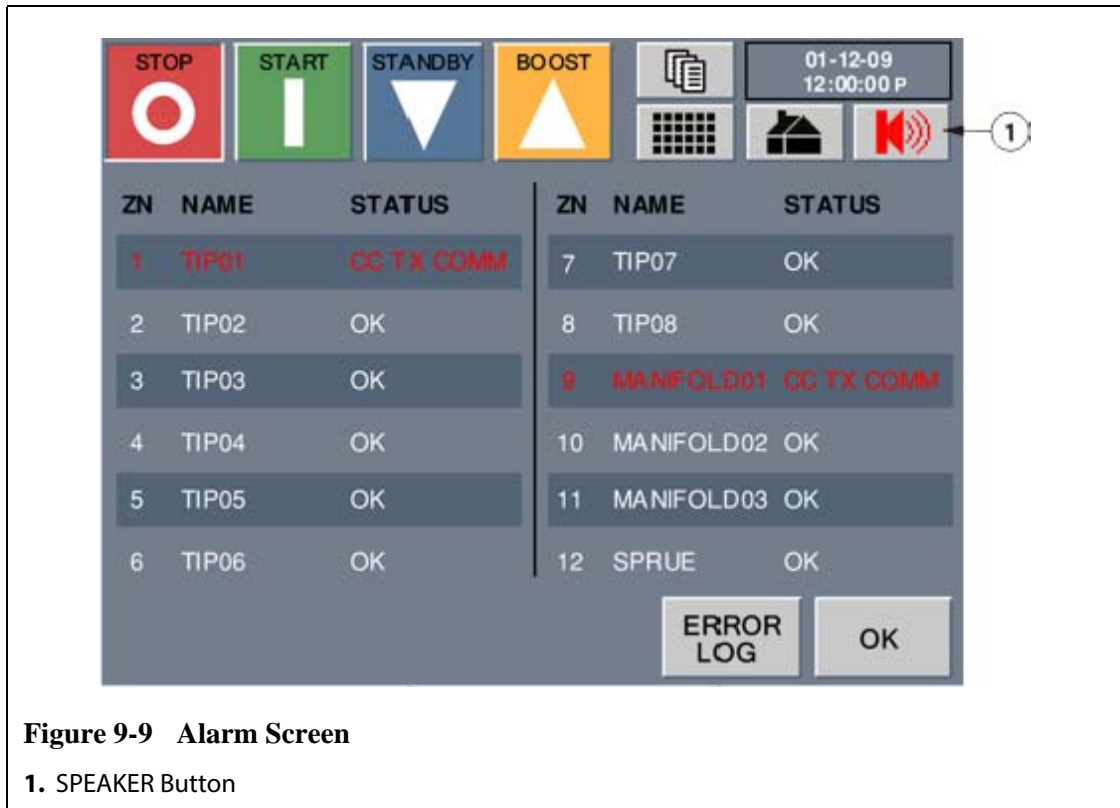 STOP START STANDBY BOOST
01-12-09
12:00:00 P
1
ZN NAME STATUS ZN NAME STATUS
1 TIP01 CC TX COMM 7 TIP07 OK
2 TIP02 OK 8 TIP08 OK
3 TIP03 OK 9 MANIFOLD01 CC TX COMM
4 TIP04 OK 10 MANIFOLD02 OK
5 TIP05 OK 11 MANIFOLD03 OK
6 TIP06 OK 12 SPRUE OK
ERROR
LOG
OK
Figure 9-9 Alarm Screen
1. SPEAKER Button